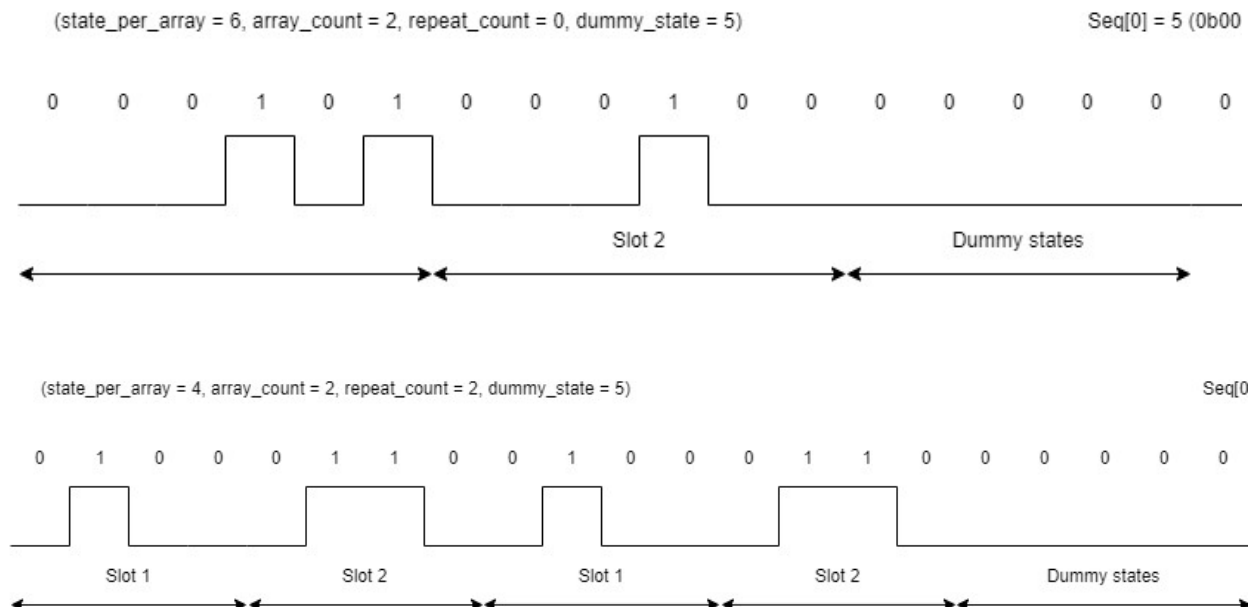 (state_per_array = 6, array_count = 2, repeat_count = 0, dummy_state = 5) Seq[0] = 5 (0b00
0 0 0 1 0 1 0 0 0 1 0 0 0 0 0 0 0 0
Slot 2 Dummy states
(state_per_array = 4, array_count = 2, repeat_count = 2, dummy_state = 5) Seq[0
0 1 0 0 0 1 1 0 0 1 0 0 0 1 1 0 0 0 0 0 0
Slot 1 Slot 2 Slot 1 Slot 2 Dummy states